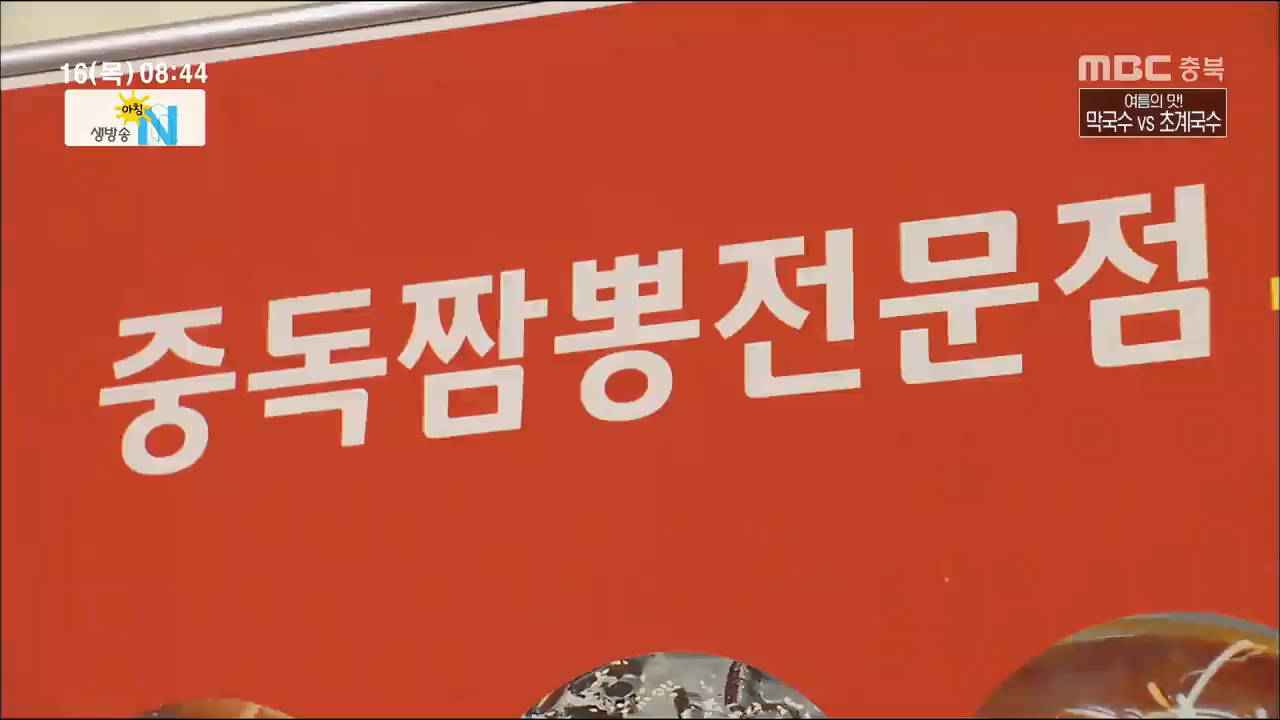 16(목) 08:44
아침
생방송 N
MBC 충북
여름의 맛!
막국수 vs 초계국수
중독짬뽕전문점